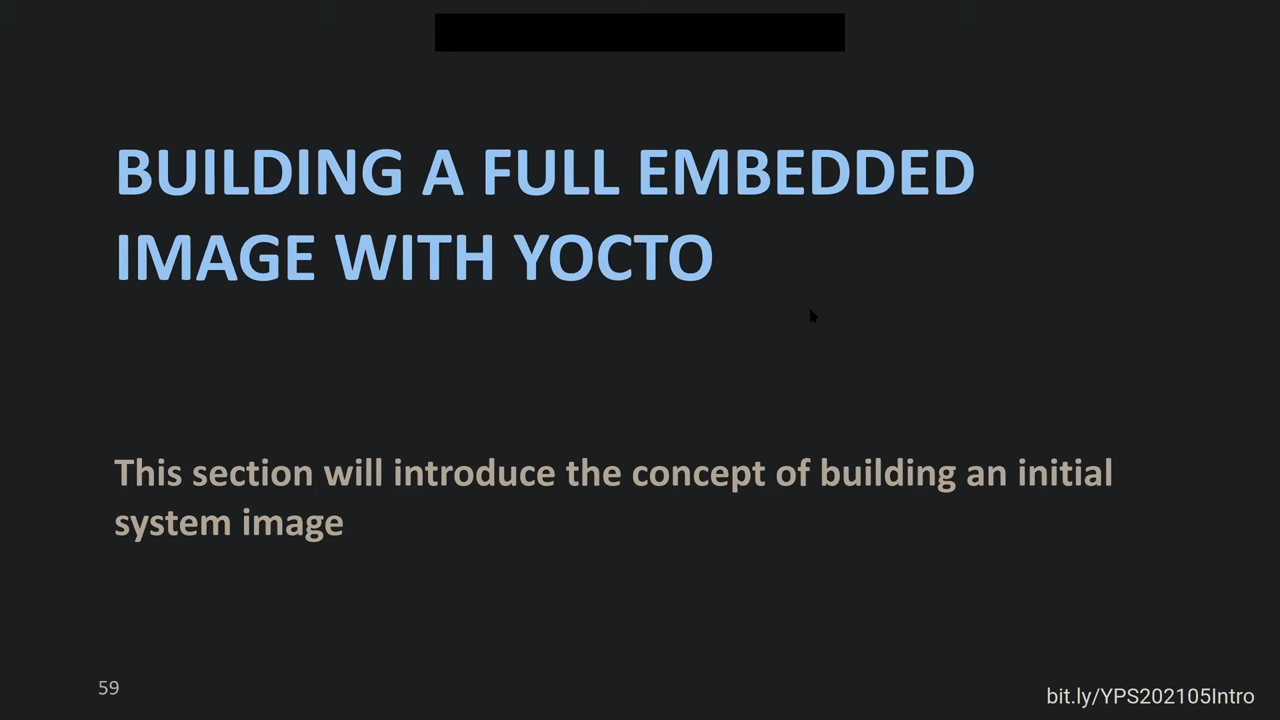 BUILDING A FULL EMBEDDED
IMAGE WITH YOCTO
This section will introduce the concept of building an initial
system image
59
bit.ly/YPS202105Intro